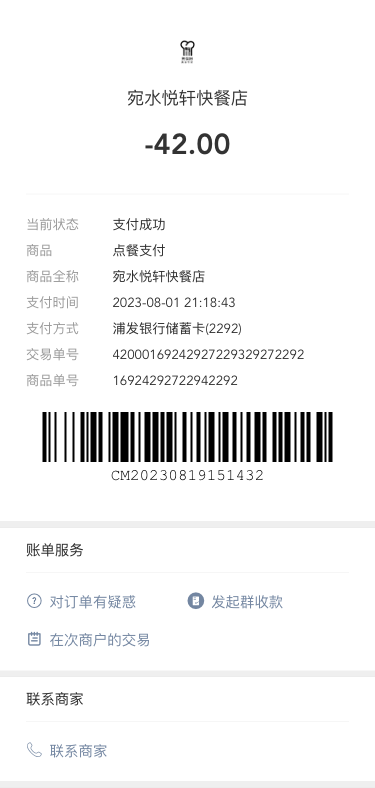 宛水悦轩快餐店
-42.00
当前状态 支付成功
商品 点餐支付
商品全称 宛水悦轩快餐店
支付时间 2023-08-01 21:18:43
支付方式 浦发银行储蓄卡(2292)
交易单号 42000169242927229329272292
商品单号 16924292722942292
CM20230819151432
账单服务
对订单有疑惑 发起群收款
在次商户的交易
联系商家
联系商家